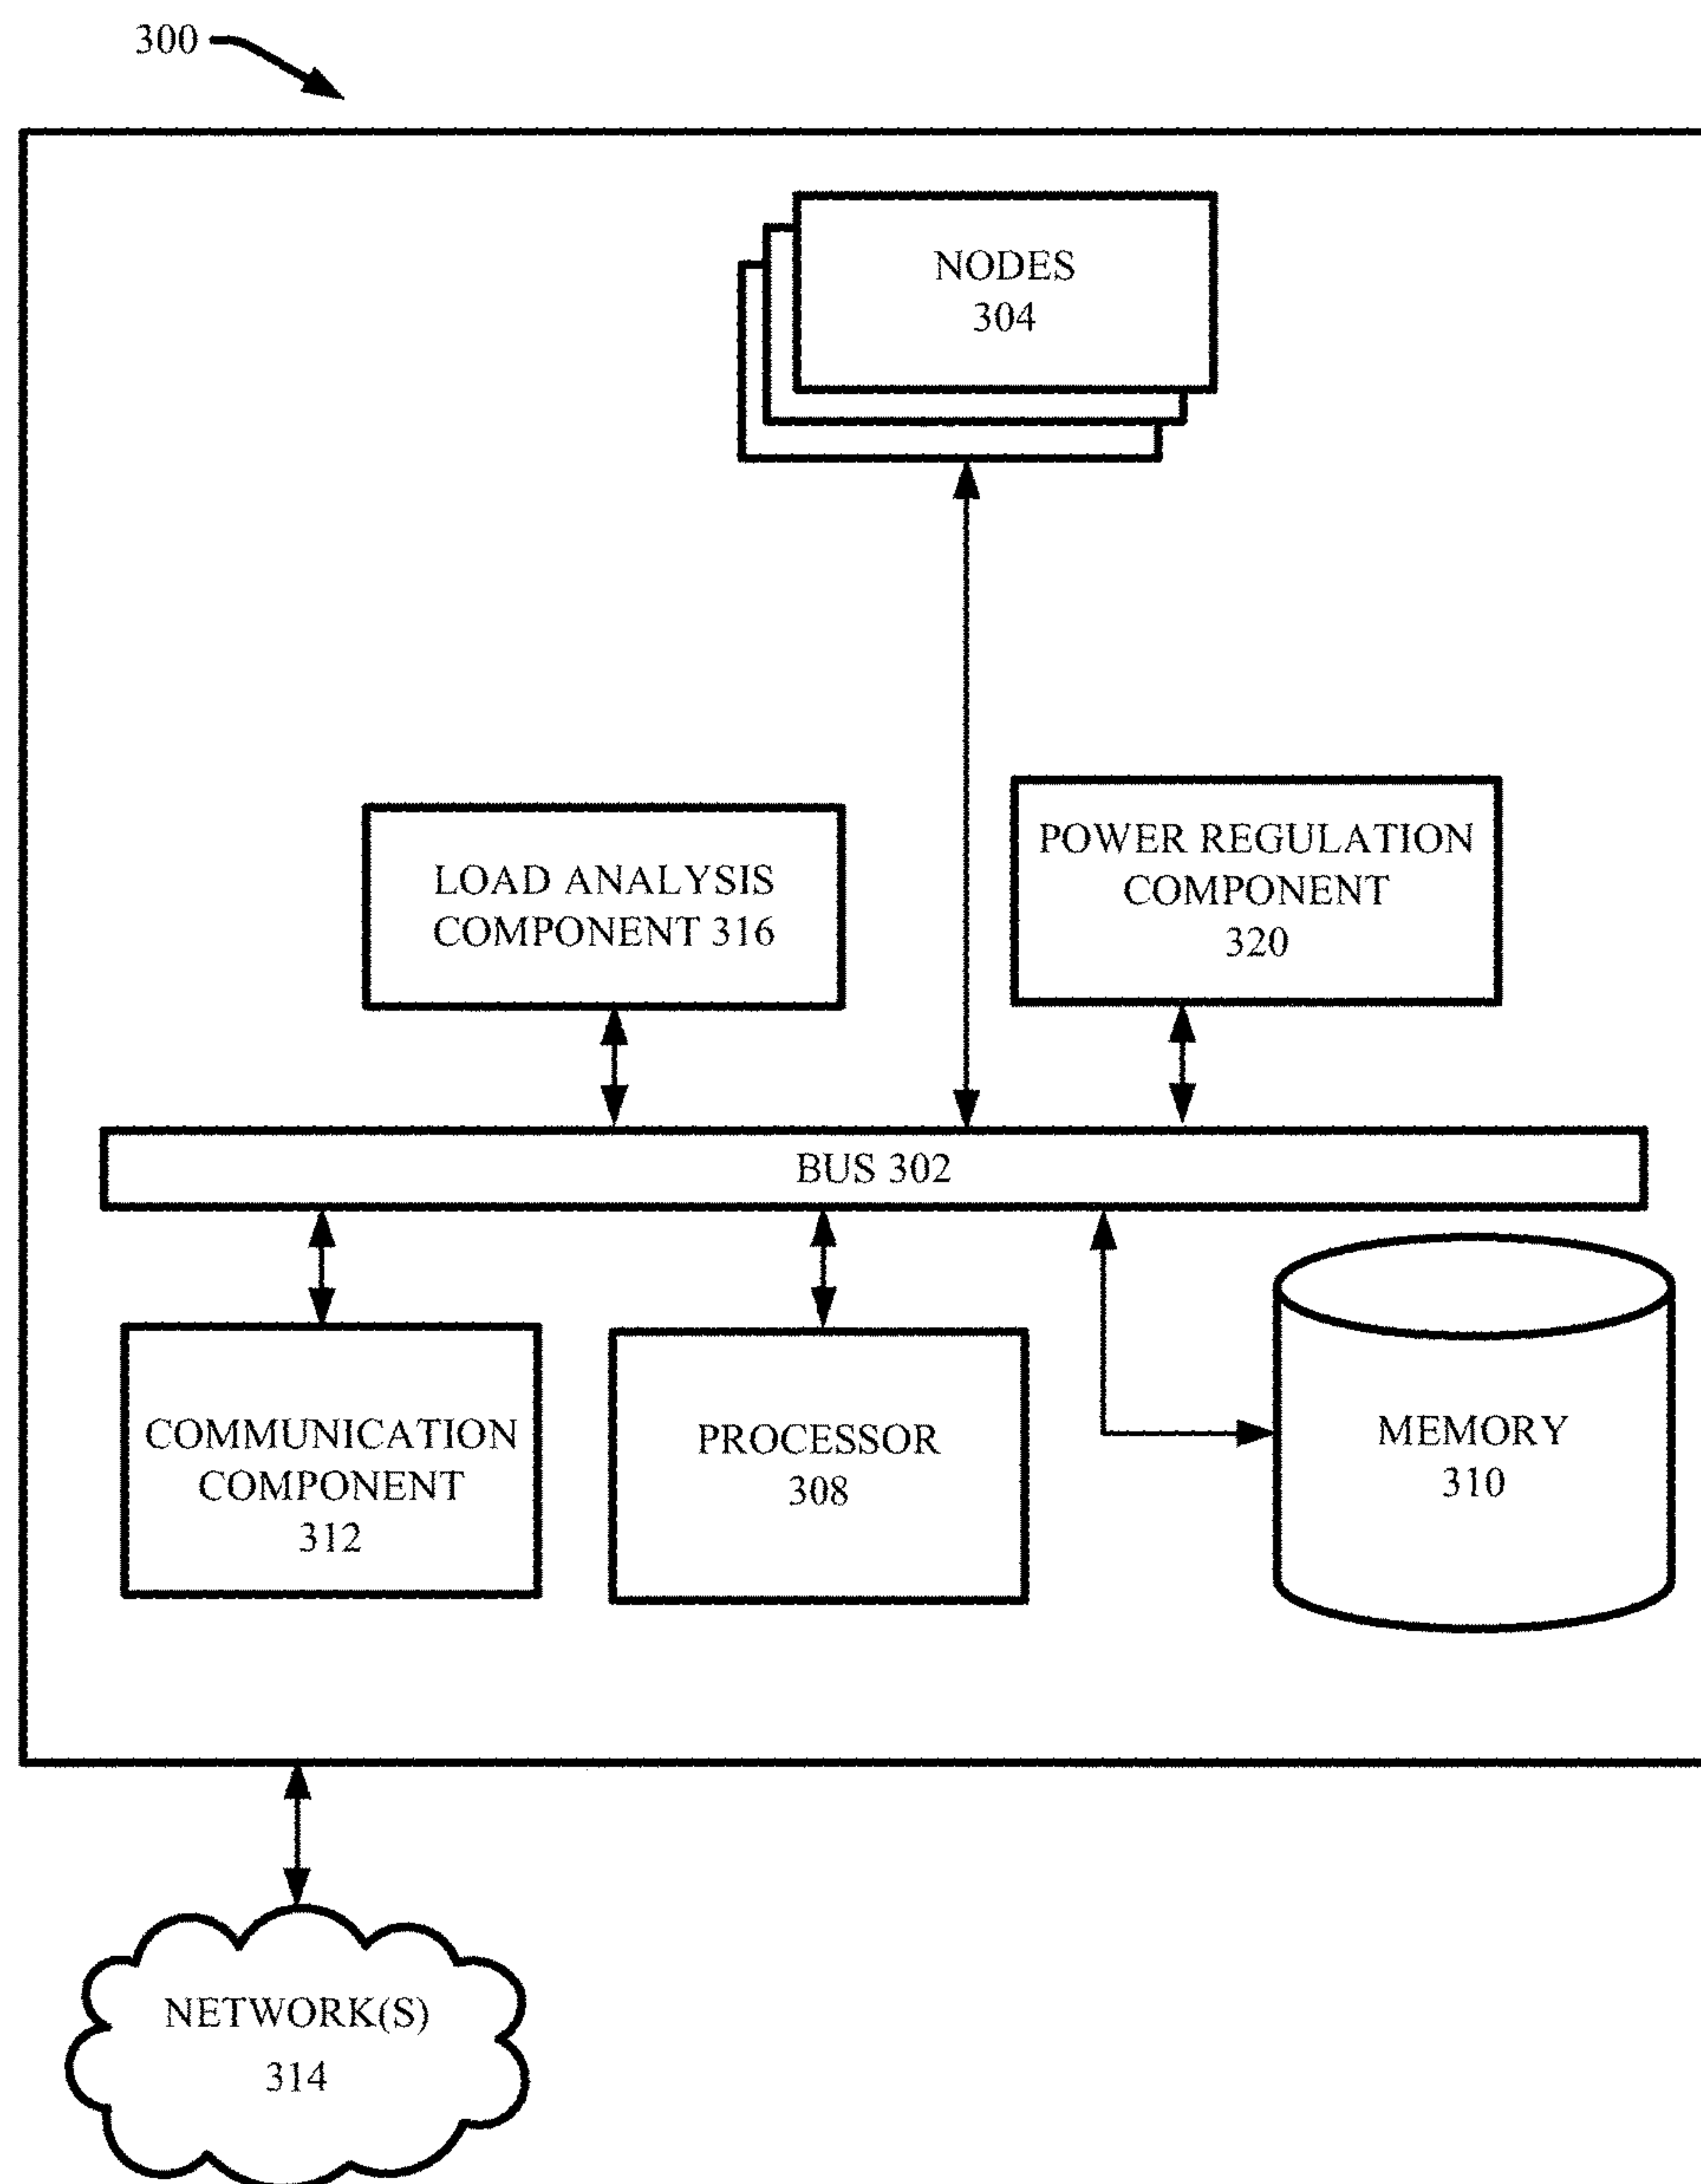 300
NODES
304
LOAD ANALYSIS
COMPONENT 316
POWER REGULATION
COMPONENT
320
BUS 302
COMMUNICATION
COMPONENT
312
PROCESSOR
308
MEMORY
310
NETWORK(S)
314